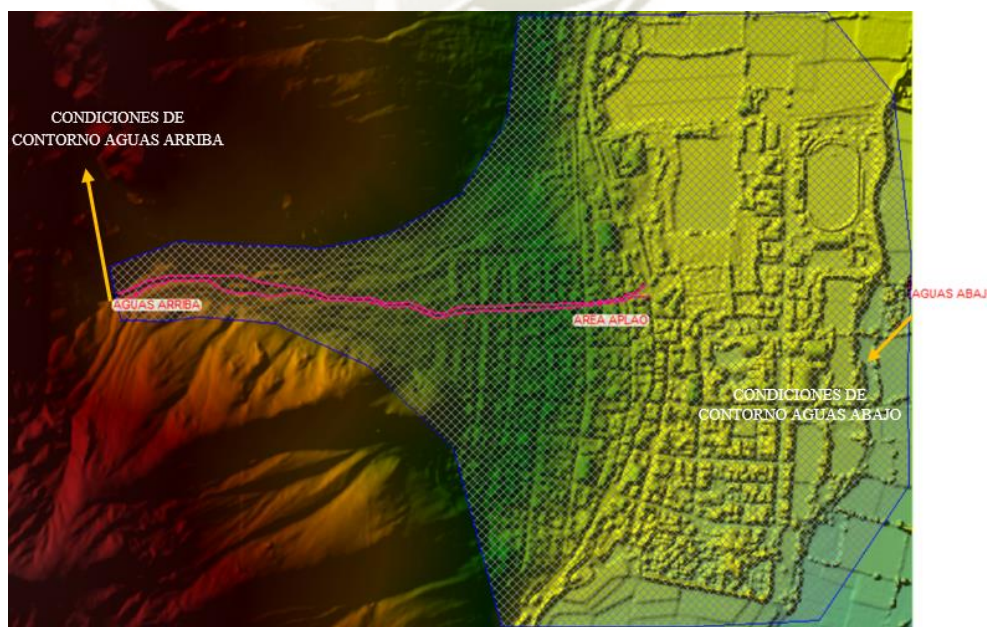 CONDICIONES DE
CONTORNO AGUAS ARRIBA
AGUAS ARRIBA
AREA APLAO
AGUAS ABAJ
CONDICIONES DE
CONTORNO AGUAS ABAJO